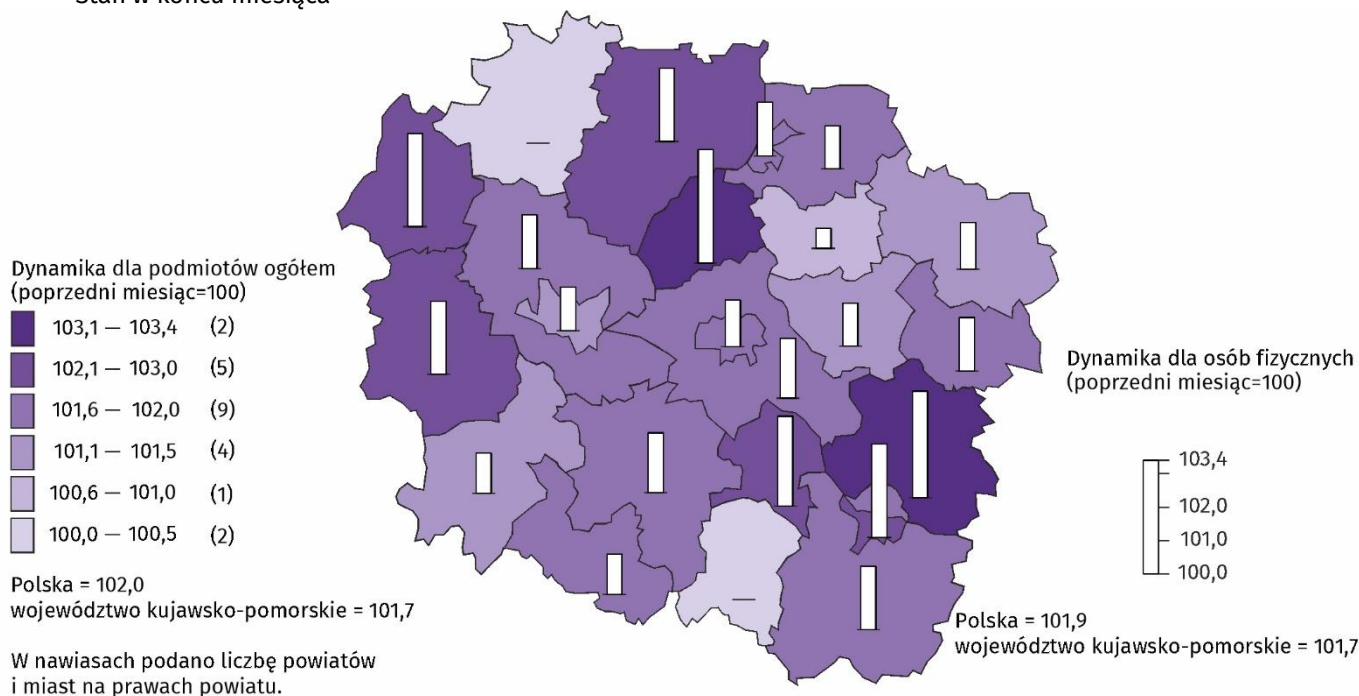 Stan w końcu miesiąca
Dynamika dla podmiotów ogółem
(poprzedni miesiąc=100)
103,1 — 103,4 (2)
102,1 — 103,0 (5)
101,6 — 102,0 (9)
101,1 — 101,5 (4)
100,6 — 101,0 (1)
100,0 — 100,5 (2)
Polska = 102,0
województwo kujawsko-pomorskie = 101,7
W nawiasach podano liczbę powiatów
i miast na prawach powiatu.
Dynamika dla osób fizycznych
(poprzedni miesiąc=100)
103,4
102,0
101,0
100,0
Polska = 101,9
województwo kujawsko-pomorskie = 101,7